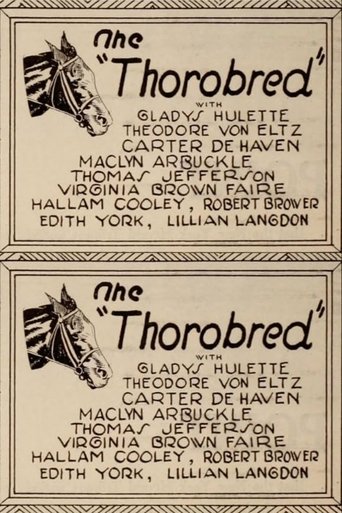 The
"Thorobred"
WITH
GLADYS HULETTE
THEODORE VON ELTZ
CARTER DE HAVEN
MACLYN ARBUCKLE
THOMAS JEFFERSON
VIRGINIA BROWN FAIRE
HALLAM COOLEY, ROBERT BROWER
EDITH YORK, LILLIAN LANGDON
The
"Thorobred"
WITH
GLADYS HULETTE
THEODORE VON ELTZ
CARTER DE HAVEN
MACLYN ARBUCKLE
THOMAS JEFFERSON
VIRGINIA BROWN FAIRE
HALLAM COOLEY, ROBERT BROWER
EDITH YORK, LILLIAN LANGDON